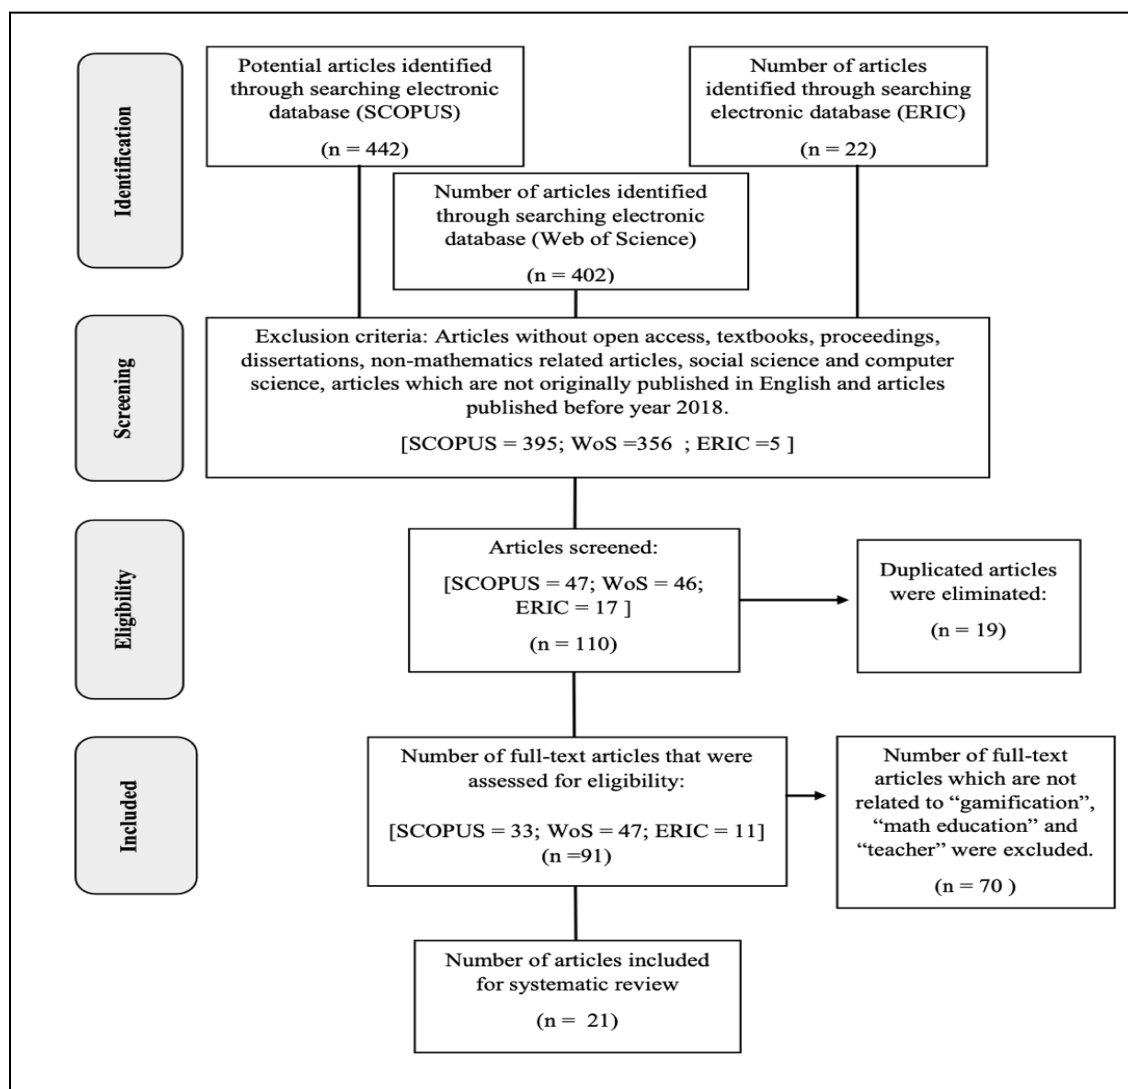 Identification
Potential articles identified
through searching electronic
database (SCOPUS)
(n = 442)
Number of articles
identified through searching
electronic database (ERIC)
(n = 22)
Number of articles identified
through searching electronic
database (Web of Science)
(n = 402)
Screening
Exclusion criteria: Articles without open access, textbooks, proceedings,
dissertations, non-mathematics related articles, social science and computer
science, articles which are not originally published in English and articles
published before year 2018.
[SCOPUS = 395; WoS =356  ; ERIC =5 ]
Eligibility
Articles screened:
[SCOPUS = 47; WoS = 46;
ERIC = 17 ]
(n = 110)
Duplicated articles
were eliminated:
(n = 19)
Included
Number of full-text articles that were
assessed for eligibility:
[SCOPUS = 33; WoS = 47; ERIC = 11]
(n =91)
Number of full-text
articles which are not
related to “gamification”,
“math education” and
“teacher” were excluded.
(n = 70 )
Number of articles included
for systematic review
(n =  21)